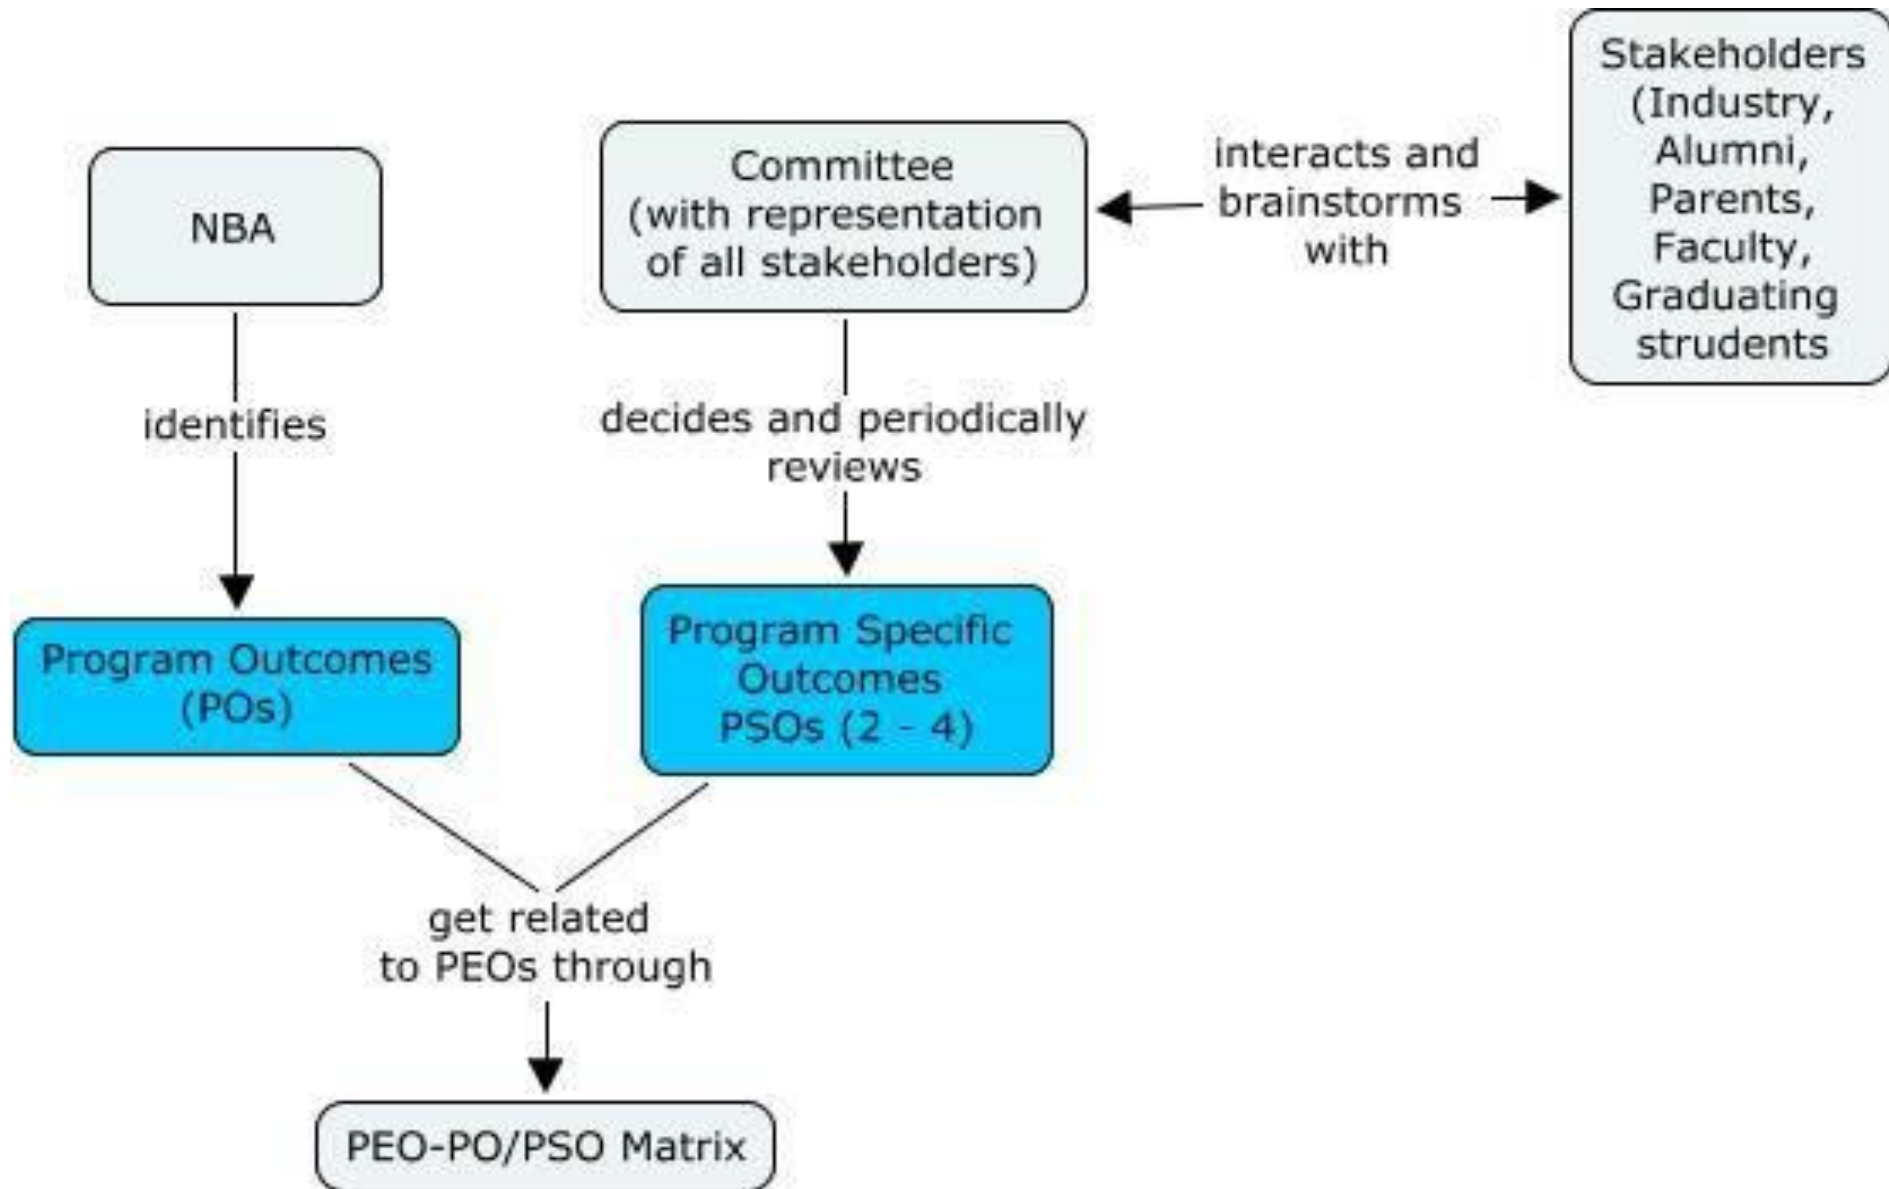 NBA
identifies
Program Outcomes
(POs)
Committee
(with representation
of all stakeholders)
decides and periodically
reviews
Program Specific
Outcomes
PSOs (2 - 4)
interacts and
brainstorms
with
Stakeholders
(Industry,
Alumni,
Parents,
Faculty,
Graduating
strudents
get related
to PEOs through
PEO-PO/PSO Matrix